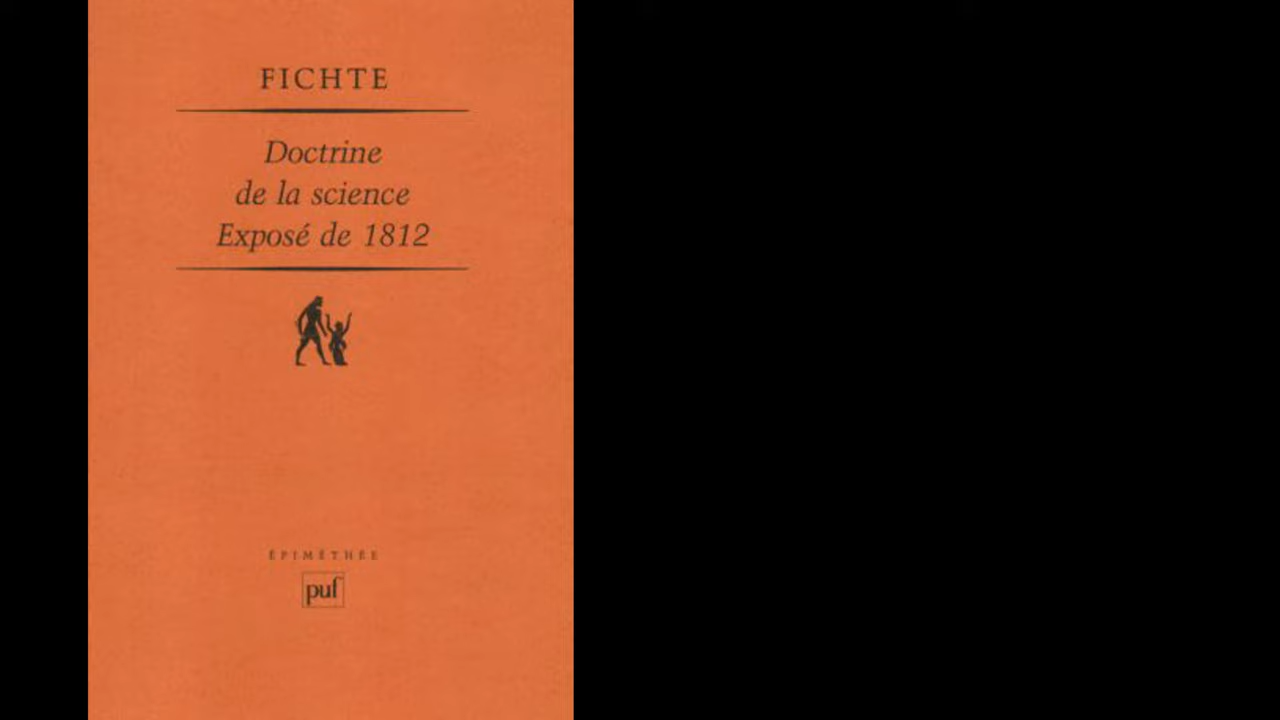 FICHTE
Doctrine
de la science
Exposé de 1812
ÉPIMÉTHÉE
puf